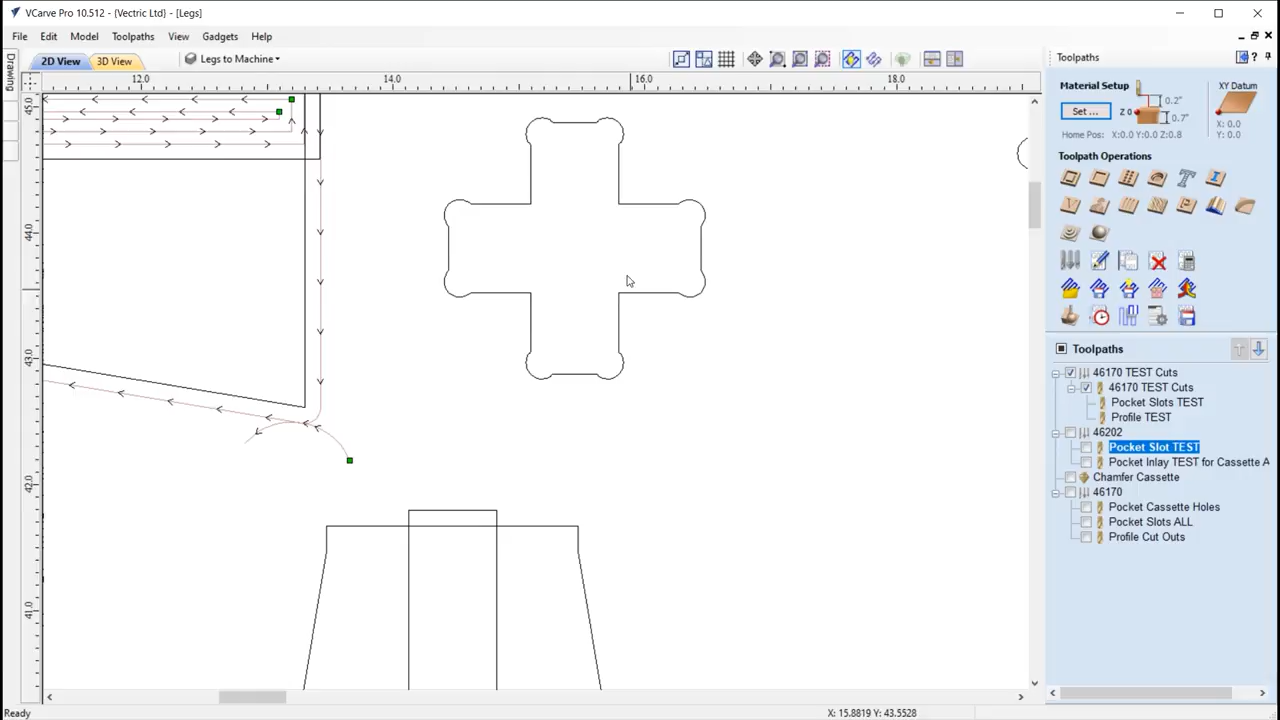 VCarve Pro 10.512 - {Vectric Ltd} - [Legs]
File Edit Model Toolpaths View Gadgets Help
2D View 3D View Legs to Machine
Drawing
12.0 14.0 16.0 18.0
45.0
44.0
43.0
42.0
41.0
Toolpaths
Material Setup
XY Datum
Set ...
Z 0
0.2"
0.7"
X: 0.0
Y: 0.0
Home Pos: X:0.0 Y:0.0 Z:0.8
Toolpath Operations
Toolpaths
46170 TEST Cuts
46170 TEST Cuts
Pocket Slots TEST
Profile TEST
46202
Pocket Slot TEST
Pocket Inlay TEST for Cassette A
Chamfer Cassette
46170
Pocket Cassette Holes
Pocket Slots ALL
Profile Cut Outs
Ready
X: 15.8819 Y: 43.5528